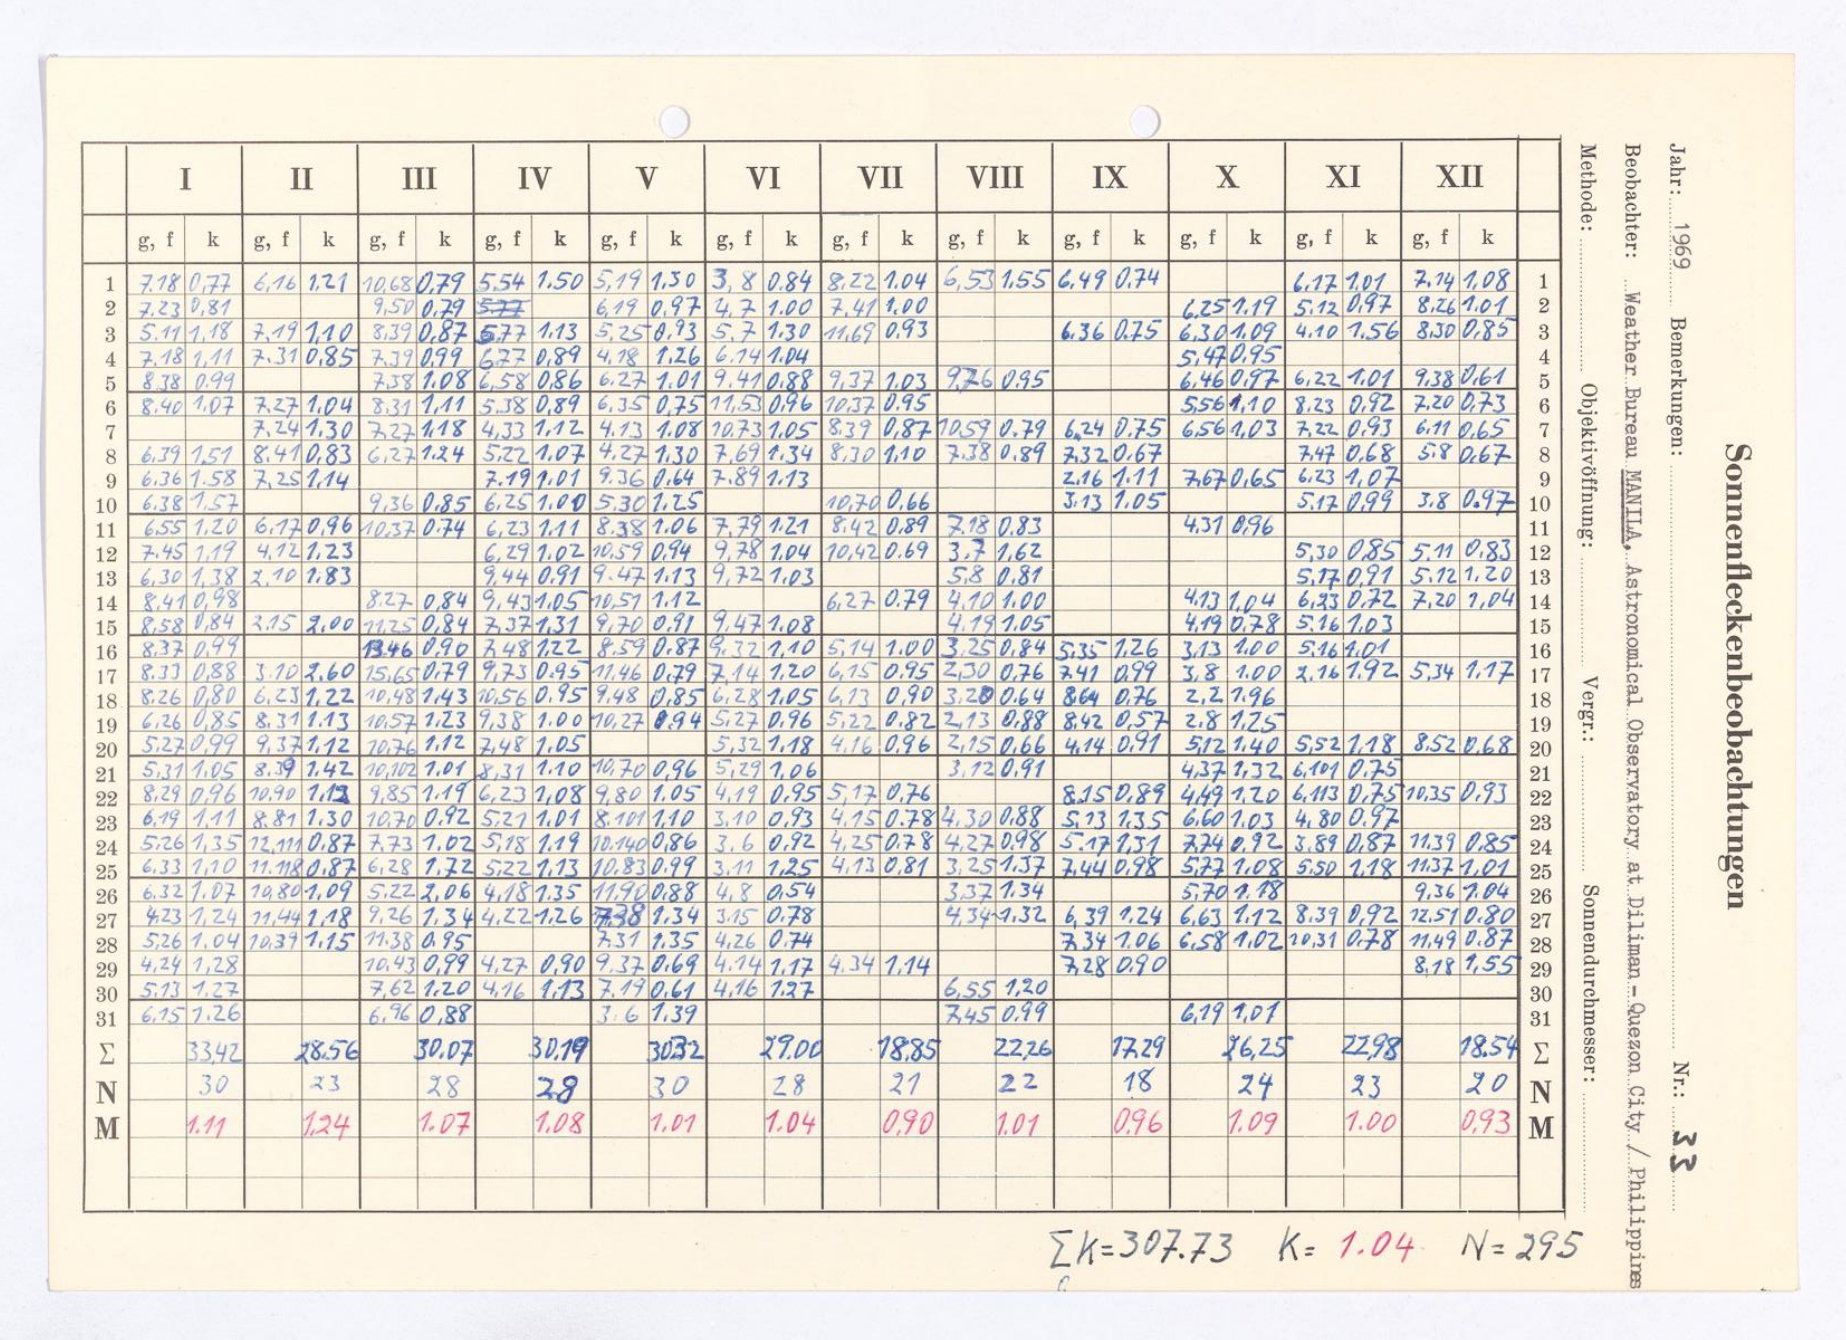 Sonnenfleckenbeobachtungen
Jahr: 1969 Bemerkungen: Nr.: 33
Beobachter: Weather Bureau MANILA, Astronomical Observatory at Diliman - Quezon City / Philippines
Methode: Objektivöffnung: Vergr.: Sonnendurchmesser:
I II III IV V VI VII VIII IX X XI XII
g, f k g, f k g, f k g, f k g, f k g, f k g, f k g, f k g, f k g, f k g, f k g, f k
1 7.18 0,77 6,16 1.21 10,68 0,79 5.54 1.50 5,19 1.30 3,8 0.84 8.22 1.04 6,53 1.55 6,49 0.74 6.17 1.01 7.14 1.08 1
2 7.23 0,81 9,50 0.79 5.77 6,19 0.97 4,7 1.00 7.41 1.00 6.25 1.19 5.12 0,97 8.26 1.01 2
3 5.11 1,18 7.19 1,10 8.39 0,87 5,77 1.13 5,25 0.93 5,7 1.30 11,69 0.93 6.36 0.75 6,30 1.09 4.10 1.56 8,30 0,85 3
4 7.18 1,11 7.31 0,85 7.39 0,99 6.77 0,89 4.18 1.26 6.14 1.04 5,47 0.95 4
5 8.38 0.99 7.38 1.08 6,58 0,86 6.27 1.01 9.41 0.88 9,37 1.03 9,26 0.95 6,46 0,97 6,22 1,01 9.38 0.61 5
6 8.40 1.07 7,27 1,04 8.31 1,11 5,38 0,89 6,35 0,75 11,53 0.96 10,37 0.95 5,56 1,10 8.23 0,92 7.20 0,73 6
7 7,24 1,30 7.27 1.18 4,33 1.12 4.13 1.08 10,73 1.05 8.39 0,87 10.59 0.79 6,24 0,75 6,56 1,03 7,22 0,93 6,11 0,65 7
8 6.39 1,51 8.41 0,83 6,27 1.24 5,22 1.07 4,27 1.30 7,69 1.34 8,30 1,10 7.38 0,89 7,32 0,67 7,47 0,68 5.8 0,67 8
9 6,36 1.58 7,25 1,14 7.19 1.01 9.36 0,64 7.89 1.13 2.16 1.11 7,67 0,65 6,23 1,07 9
10 6,38 1,57 9,36 0,85 6,25 1.00 5.30 1.25 10,70 0.66 3.13 1.05 5.17 0,99 3.8 0.97 10
11 6,55 1,20 6,17 0,96 10,37 0.74 6,23 1.11 8.38 1.06 7,79 1.21 8.42 0,89 7.18 0.83 4.31 0,96 11
12 7.45 1,19 4,12 1.23 6,29 1.02 10,59 0,94 9,78 1.04 10,42 0.69 3.7 1,62 5,30 0,85 5.11 0,83 12
13 6,30 1,38 2,10 1.83 9,44 0,91 9.47 1,13 9,72 1.03 5,8 0.81 5,17 0,91 5,12 1,20 13
14 8,41 0,98 8.27 0,84 9,43 1.05 10,51 1.12 6,27 0.79 4.10 1.00 4.13 1,04 6,23 0,72 7,20 1,04 14
15 8,58 0,84 2.15 2,00 11.25 0,84 7,37 1,31 9,70 0,91 9,47 1.08 4.19 1.05 4.19 0,78 5.16 1,03 15
16 8,37 0,99 13.46 0,90 7.48 1.22 8.59 0.87 9,32 1,10 5,14 1.00 3,25 0.84 5.35 1.26 3,13 1.00 5.16 1.01 16
17 8.33 0,88 3.10 2,60 15,65 0,79 9,73 0.95 11,46 0,79 7,14 1.20 6,15 0.95 2,30 0,76 7.41 0,99 3,8 1.00 2,16 1,92 5,34 1.17 17
18 8.26 0,80 6,23 1,22 10,48 1,43 10,56 0.95 9,48 0,85 6,28 1.05 6,13 0,90 3,20 0.64 8.64 0,76 2,2 1.96 18
19 6.26 0,85 8,31 1.13 10,57 1.23 9,38 1.00 10,27 0.94 5,27 0,96 5,22 0.82 2,13 0,88 8,42 0,57 2.8 1.25 19
20 5.27 0,99 9,37 1,12 10,76 1,12 7,48 1.05 5,32 1.18 4,16 0,96 2,15 0,66 4,14 0,91 5,12 1.40 5,52 1,18 8.52 0,68 20
21 5,31 1.05 8.39 1.42 10,102 1.01 8,31 1.10 10,70 0,96 5,29 1,06 3,12 0,91 4,37 1,32 6,101 0.75 21
22 8.29 0,96 10,90 1.12 9,85 1.19 6,23 1,08 9,80 1.05 4,19 0,95 5,17 0,76 8.15 0,89 4,49 1,20 6,113 0,75 10,35 0,93 22
23 6,19 1,11 8.81 1.30 10,70 0.92 5,21 1.01 8.101 1.10 3.10 0,93 4,15 0.78 4,30 0.88 5,13 1.35 6,60 1.03 4,80 0.97 23
24 5.26 1,35 12,111 0.87 7,73 1.02 5,18 1.19 10.140 0,86 3.6 0,92 4,25 0.78 4,27 0,98 5.17 1,31 7,74 0,92 3.89 0,87 11.39 0,85 24
25 6.33 1,10 11.118 0,87 6,28 1,72 5,22 1.13 10,83 0.99 3,11 1,25 4,13 0,81 3,25 1.37 7,44 0,98 5,77 1.08 5,50 1,18 11.37 1,01 25
26 6.32 1.07 10,80 1,09 5.22 2,06 4,18 1.35 11,90 0.88 4,8 0,54 3,37 1.34 5,70 1.18 9,36 1.04 26
27 4.23 1,24 11,44 1,18 9,26 1.34 4,22 1.26 7.38 1.34 3.15 0.78 4,34 1.32 6,39 1.24 6,63 1.12 8.39 0,92 12,51 0.80 27
28 5,26 1.04 10,39 1,15 11.38 0.95 7.31 1.35 4,26 0.74 7,34 1.06 6,58 1.02 10,31 0,78 11,49 0,87 28
29 4,24 1,28 10,43 0,99 4,27 0,90 9.37 0.69 4.14 1,17 4.34 1,14 7,28 0,90 8,18 1,55 29
30 5,13 1,27 7,62 1.20 4,16 1,13 7,19 0,61 4,16 1.27 6,55 1,20 30
31 6,15 1.26 6,96 0,88 3.6 1.39 7,45 0.99 6,19 1,01 31
Σ 33,42 28.56 30.07 30.19 30.32 29.00 18,85 22,26 17.29 26,25 22,98 18.54 Σ
N 30 23 28 28 30 28 21 22 18 24 23 20 N
M 1.11 1,24 1.07 1,08 1,01 1.04 0,90 1.01 0.96 1.09 1.00 0,93 M
ΣK=307.73 K= 1.04 N=295